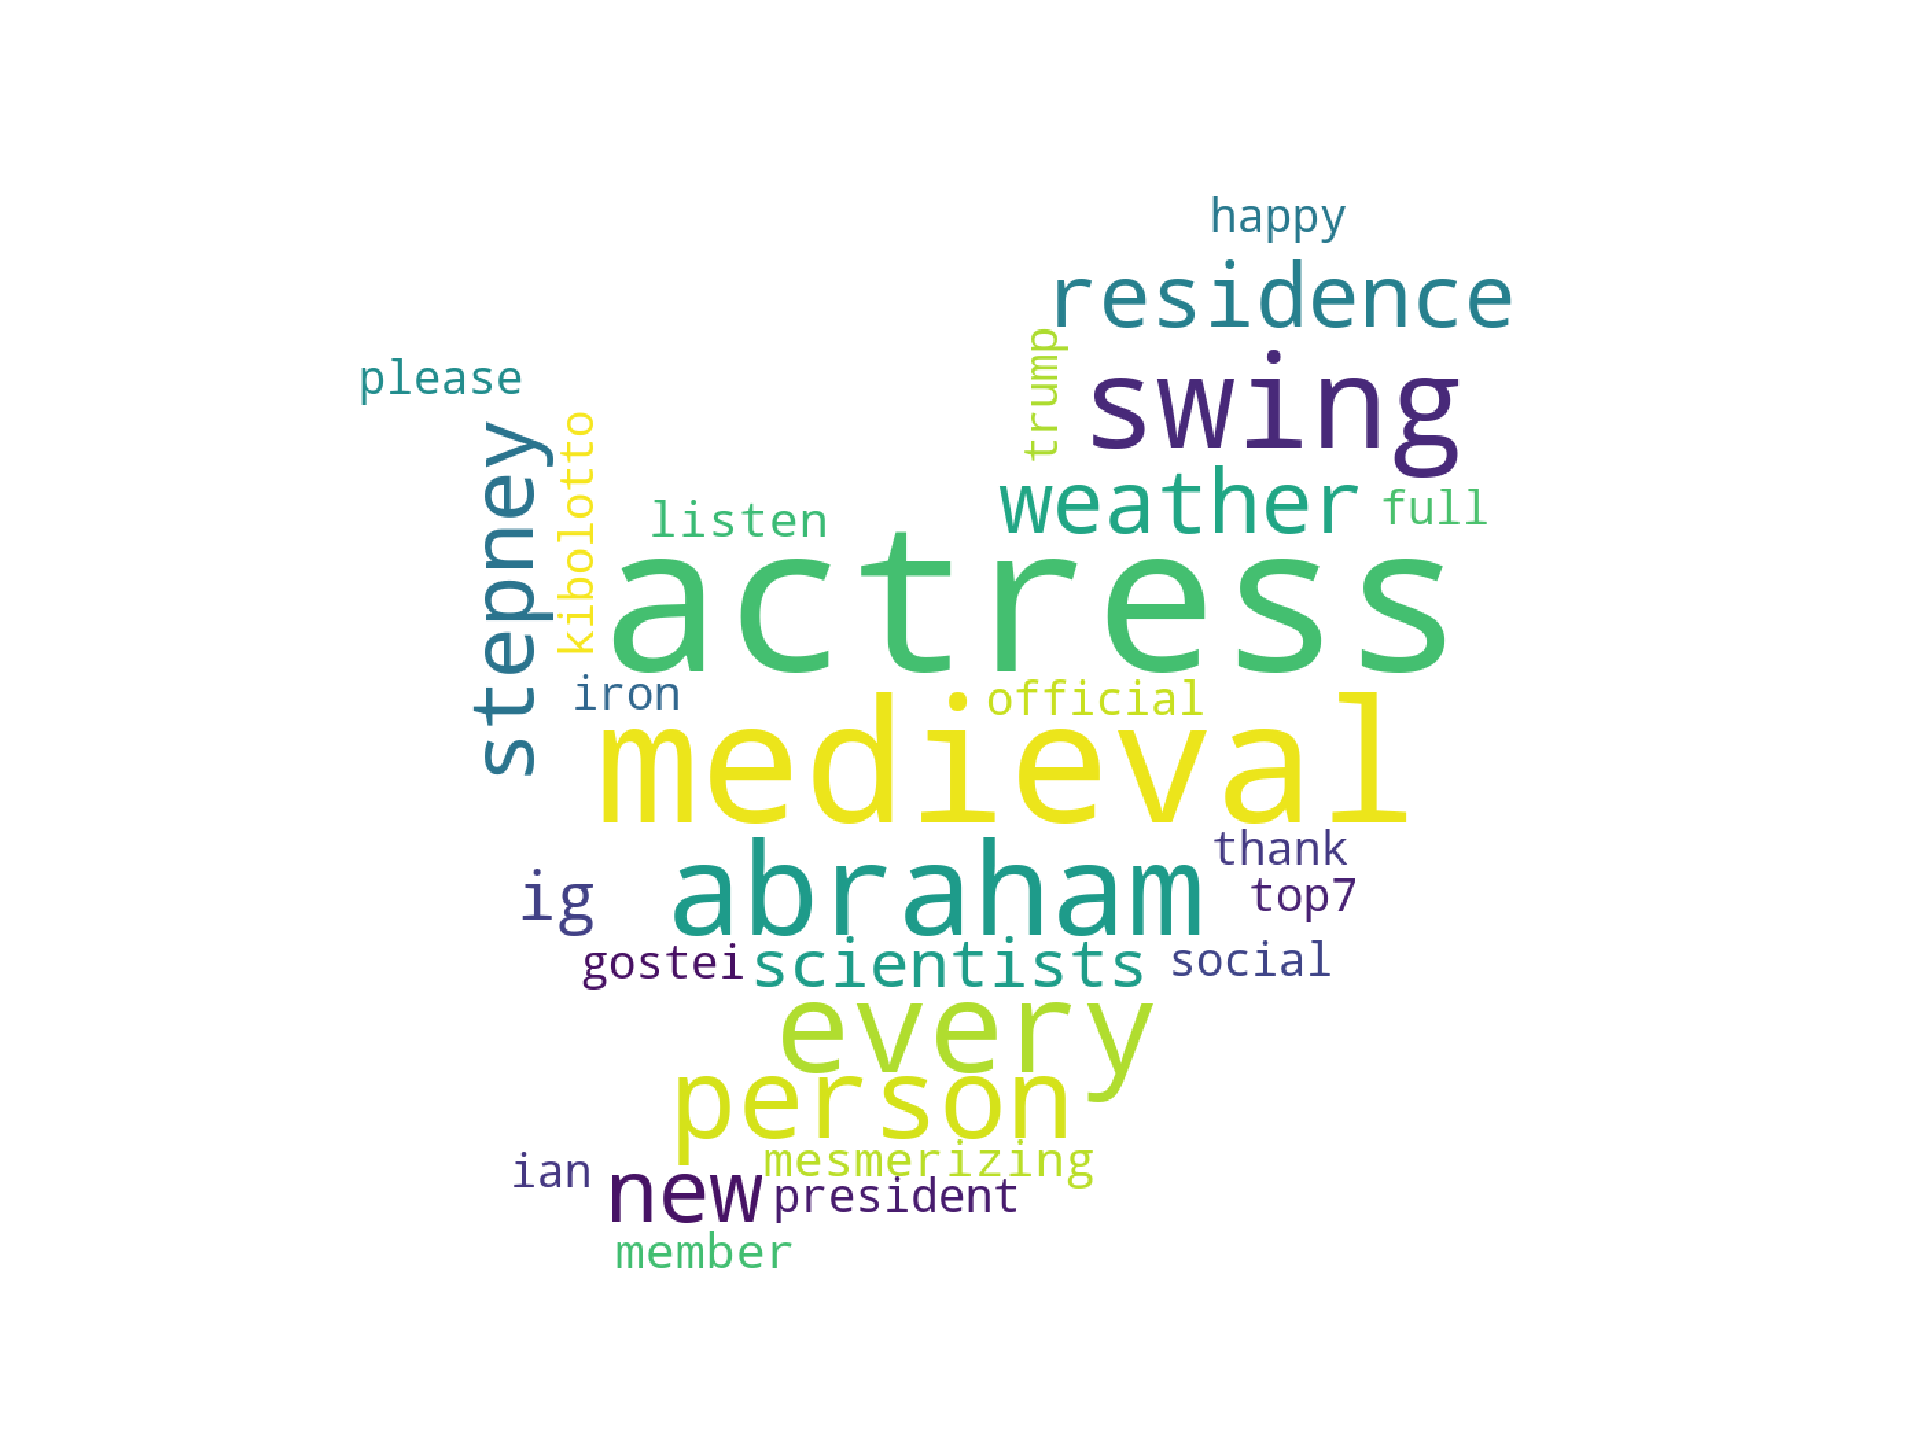 happy
residence
trump
please
swing
stepney
kibolotto
weather
full
listen
actress
iron
official
medieval
abraham
thank
ig
top7
gostei
scientists
social
every
person
mesmerizing
ian
new
president
member